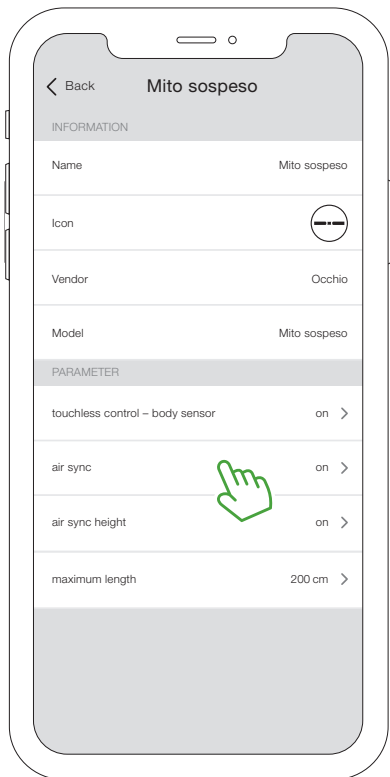 Back Mito sospeso
INFORMATION
Name Mito sospeso
Icon
Vendor Occhio
Model Mito sospeso
PARAMETER
touchless control – body sensor on
air sync on
air sync height on
maximum length 200 cm